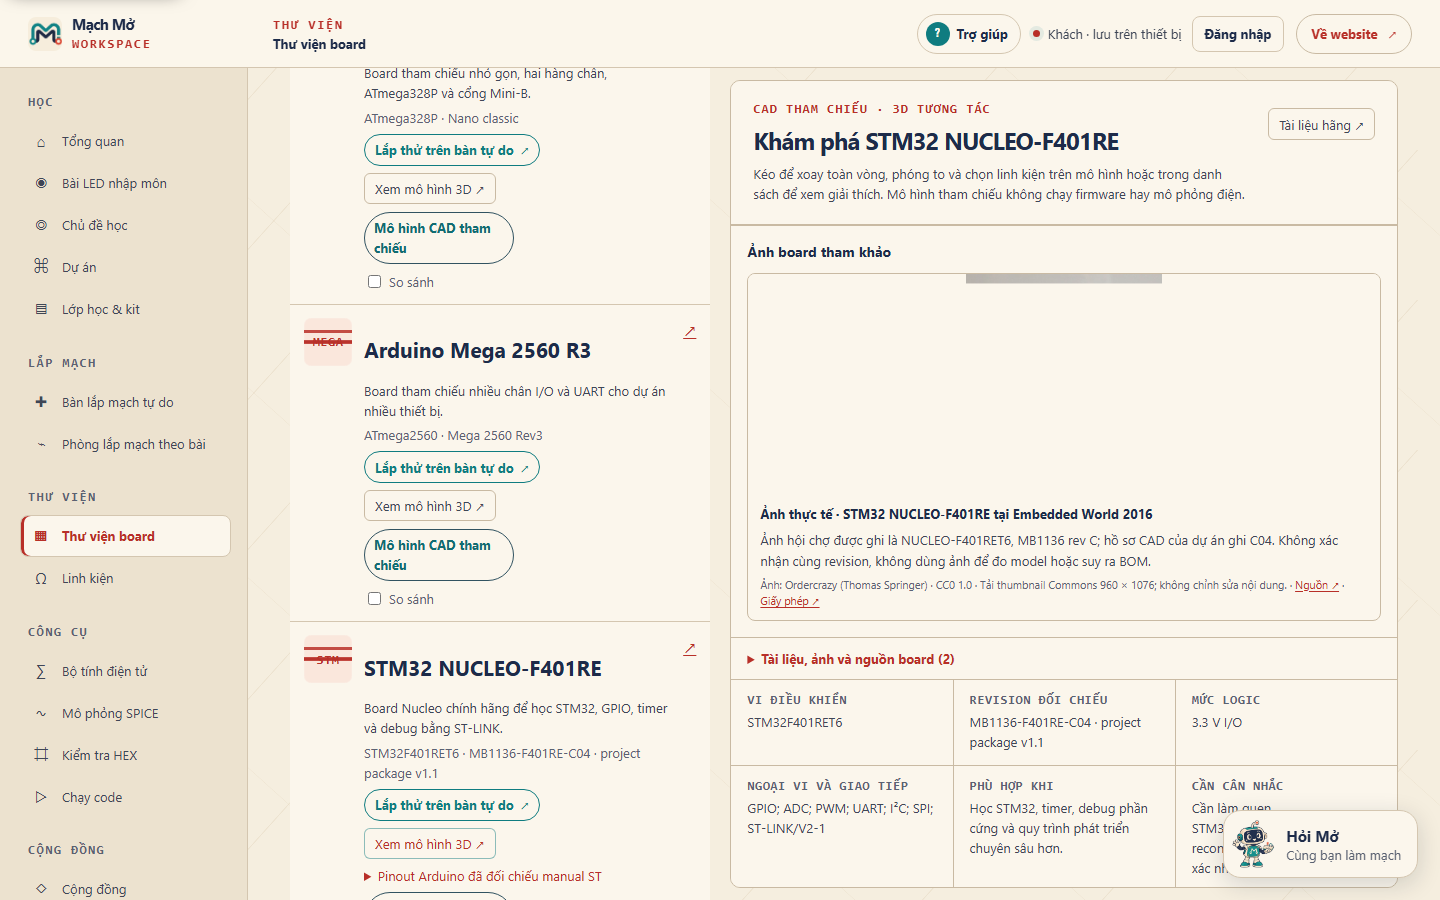 Mạch Mở
WORKSPACE
THƯ VIỆN
Thư viện board
? Trợ giúp
Khách · lưu trên thiết bị
Đăng nhập
Về website ↗
HỌC
Tổng quan
Bài LED nhập môn
Chủ đề học
Dự án
Lớp học & kit
LẮP MẠCH
Bàn lắp mạch tự do
Phòng lắp mạch theo bài
THƯ VIỆN
Thư viện board
Linh kiện
CÔNG CỤ
Bộ tính điện tử
Mô phỏng SPICE
Kiểm tra HEX
Chạy code
CỘNG ĐỒNG
Cộng đồng
Board tham chiếu nhỏ gọn, hai hàng chân,
ATmega328P và cổng Mini-B.
ATmega328P · Nano classic
Lắp thử trên bàn tự do ↗
Xem mô hình 3D ↗
Mô hình CAD tham
chiếu
So sánh
MEGA
Arduino Mega 2560 R3
↗
Board tham chiếu nhiều chân I/O và UART cho dự án
nhiều thiết bị.
ATmega2560 · Mega 2560 Rev3
Lắp thử trên bàn tự do ↗
Xem mô hình 3D ↗
Mô hình CAD tham
chiếu
So sánh
STM
STM32 NUCLEO-F401RE
↗
Board Nucleo chính hãng để học STM32, GPIO, timer
và debug bằng ST-LINK.
STM32F401RET6 · MB1136-F401RE-C04 · project
package v1.1
Lắp thử trên bàn tự do ↗
Xem mô hình 3D ↗
Pinout Arduino đã đối chiếu manual ST
CAD THAM CHIẾU · 3D TƯƠNG TÁC
Khám phá STM32 NUCLEO-F401RE
Kéo để xoay toàn vòng, phóng to và chọn linh kiện trên mô hình hoặc trong danh
sách để xem giải thích. Mô hình tham chiếu không chạy firmware hay mô phỏng điện.
Tài liệu hãng ↗
Ảnh board tham khảo
Ảnh thực tế · STM32 NUCLEO-F401RE tại Embedded World 2016
Ảnh hội chợ được ghi là NUCLEO-F401RET6, MB1136 rev C; hồ sơ CAD của dự án ghi C04. Không xác
nhận cùng revision, không dùng ảnh để đo model hoặc suy ra BOM.
Ảnh: Ordercrazy (Thomas Springer) · CC0 1.0 · Tải thumbnail Commons 960 × 1076; không chỉnh sửa nội dung. · Nguồn ↗ ·
Giấy phép ↗
Tài liệu, ảnh và nguồn board (2)
VI ĐIỀU KHIỂN
STM32F401RET6
REVISION ĐỐI CHIẾU
MB1136-F401RE-C04 · project
package v1.1
MỨC LOGIC
3.3 V I/O
NGOẠI VI VÀ GIAO TIẾP
GPIO; ADC; PWM; UART; I²C; SPI;
ST-LINK/V2-1
PHÙ HỢP KHI
Học STM32, timer, debug phần
cứng và quy trình phát triển
chuyên sâu hơn.
CẦN CÂN NHẮC
Cần làm quen
Hỏi Mở
Cùng bạn làm mạch